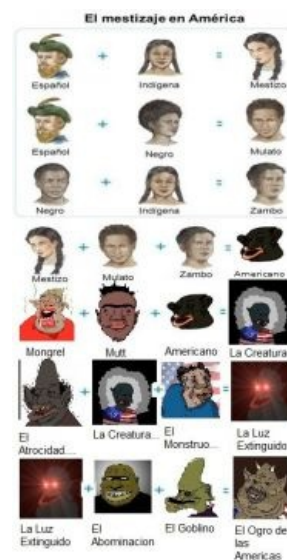 El mestizaje en América
Español + Indígena = Mestizo
Español + Negro = Mulato
Negro + Indígena = Zambo
Mestizo + Mulato + Zambo = Americano
Mongrel + Mutt + Americano = La Creatura...
El Atrocidad.... + La Creatura... + El Monstruo... = La Luz Extinguido
La Luz Extinguido + El Abominacion + El Goblino = El Ogro de las Americas